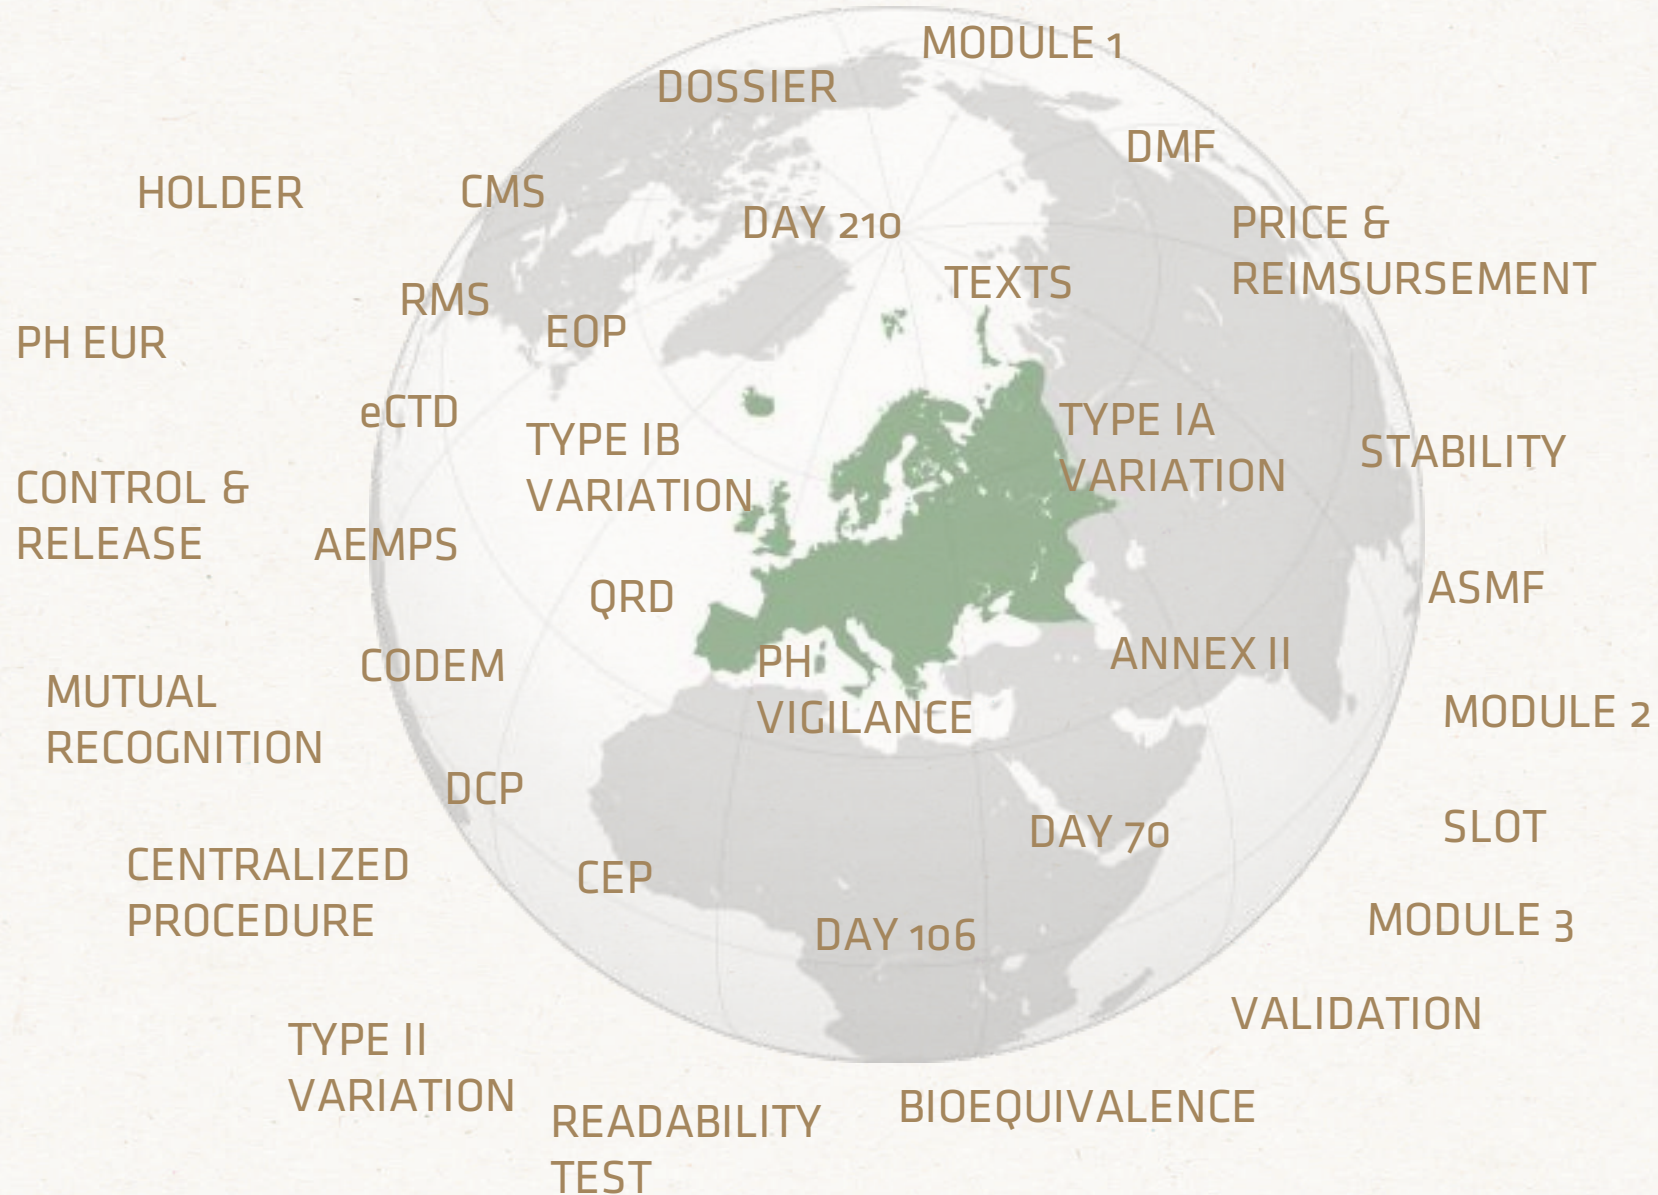 MODULE 1
DOSSIER
DMF
HOLDER
CMS
DAY 210
PRICE &
REIMSURSEMENT
TEXTS
RMS
EOP
PH EUR
eCTD
TYPE IB
VARIATION
TYPE IA
VARIATION
STABILITY
CONTROL &
RELEASE
AEMPS
QRD
ASMF
CODEM
PH
VIGILANCE
ANNEX II
MUTUAL
RECOGNITION
MODULE 2
DCP
DAY 70
SLOT
CENTRALIZED
PROCEDURE
CEP
DAY 106
MODULE 3
VALIDATION
TYPE II
VARIATION
READABILITY
TEST
BIOEQUIVALENCE